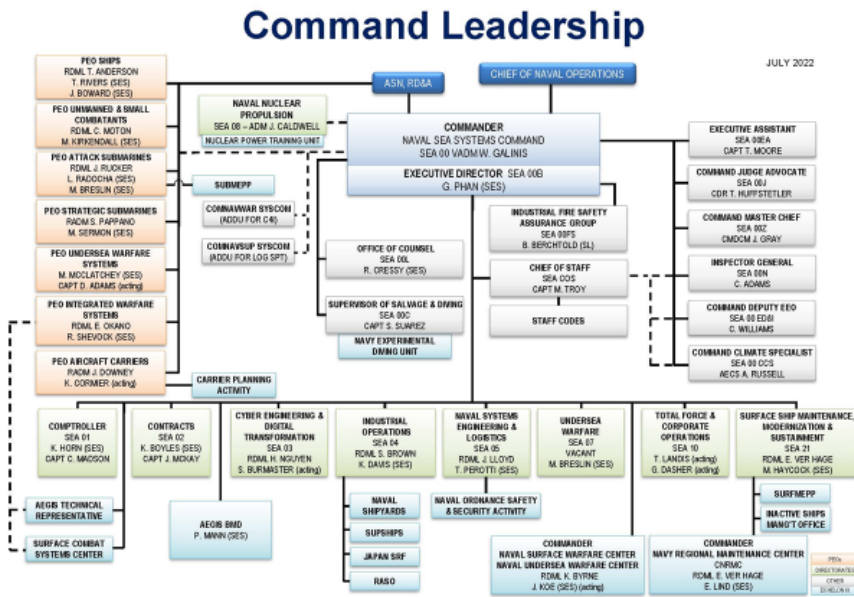 Command Leadership
JULY 2022
PEO SHIPS
RDML T. ANDERSON
T. RIVERS (SES)
J. BOWARD (SES)
PEO UNMANNED & SMALL
COMBATANTS
RDML C. MOTON
M. KIRKENDALL (SES)
PEO ATTACK SUBMARINES
RDML J. RUCKER
L. RADOCHA (SES)
M. BRESLIN (SES)
PEO STRATEGIC SUBMARINES
RADM S. PAPPANO
M. SERMON (SES)
PEO UNDERSEA WARFARE
SYSTEMS
M. MCCLATCHEY (SES)
CAPT D. ADAMS (acting)
PEO INTEGRATED WARFARE
SYSTEMS
RDML E. OKANO
R. SHEVOCK (SES)
PEO AIRCRAFT CARRIERS
RADM J. DOWNEY
K. CORMIER (acting)
ASN, RD&A
CHIEF OF NAVAL OPERATIONS
NAVAL NUCLEAR
PROPULSION
SEA 08 – ADM J. CALDWELL
NUCLEAR POWER TRAINING UNIT
SUBMEPP
COMNAVWAR SYSCOM
(ADDU FOR C4I)
COMNAVSUP SYSCOM
(ADDU FOR LOG SPT)
CARRIER PLANNING
ACTIVITY
COMMANDER
NAVAL SEA SYSTEMS COMMAND
SEA 00 VADM W. GALINIS
EXECUTIVE DIRECTOR SEA 00B
G. PHAN (SES)
OFFICE OF COUNSEL
SEA 00L
R. CRESSY (SES)
SUPERVISOR OF SALVAGE & DIVING
SEA 00C
CAPT S. SUAREZ
NAVY EXPERIMENTAL
DIVING UNIT
INDUSTRIAL FIRE SAFETY
ASSURANCE GROUP
SEA 00FS
B. BERCHTOLD (SL)
CHIEF OF STAFF
SEA COS
CAPT M. TROY
STAFF CODES
EXECUTIVE ASSISTANT
SEA 00EA
CAPT T. MOORE
COMMAND JUDGE ADVOCATE
SEA 00J
CDR T. HUFFSTETLER
COMMAND MASTER CHIEF
SEA 00Z
CMDCM J. GRAY
INSPECTOR GENERAL
SEA 00N
C. ADAMS
COMMAND DEPUTY EEO
SEA 00 ED&I
C. WILLIAMS
COMMAND CLIMATE SPECIALIST
SEA 00 CCS
AECS A. RUSSELL
COMPTROLLER
SEA 01
K. HORN (SES)
CAPT C. MADSON
CONTRACTS
SEA 02
K. BOYLES (SES)
CAPT J. MCKAY
CYBER ENGINEERING &
DIGITAL
TRANSFORMATION
SEA 03
RDML H. NGUYEN
S. BURMASTER (acting)
INDUSTRIAL
OPERATIONS
SEA 04
RDML S. BROWN
K. DAVIS (SES)
NAVAL SYSTEMS
ENGINEERING &
LOGISTICS
SEA 05
RDML J. LLOYD
T. PEROTTI (SES)
UNDERSEA
WARFARE
SEA 07
VACANT
M. BRESLIN (SES)
TOTAL FORCE &
CORPORATE
OPERATIONS
SEA 10
T. LANDIS (acting)
G. DASHER (acting)
SURFACE SHIP MAINTENANCE,
MODERNIZATION &
SUSTAINMENT
SEA 21
RDML E. VER HAGE
M. HAYCOCK (SES)
AEGIS TECHNICAL
REPRESENTATIVE
SURFACE COMBAT
SYSTEMS CENTER
AEGIS BMD
P. MANN (SES)
NAVAL
SHIPYARDS
SUPSHIPS
JAPAN SRF
RASO
NAVAL ORDNANCE SAFETY
& SECURITY ACTIVITY
SURFMEPP
INACTIVE SHIPS
MANG'T OFFICE
COMMANDER
NAVAL SURFACE WARFARE CENTER
NAVAL UNDERSEA WARFARE CENTER
RDML K. BYRNE
J. KOE (SES) (acting)
COMMANDER
NAVY REGIONAL MAINTENANCE CENTER
CNRMC
RDML E. VER HAGE
E. LIND (SES)
PEOs
DIRECTORATES
OTHER
ECHELON III